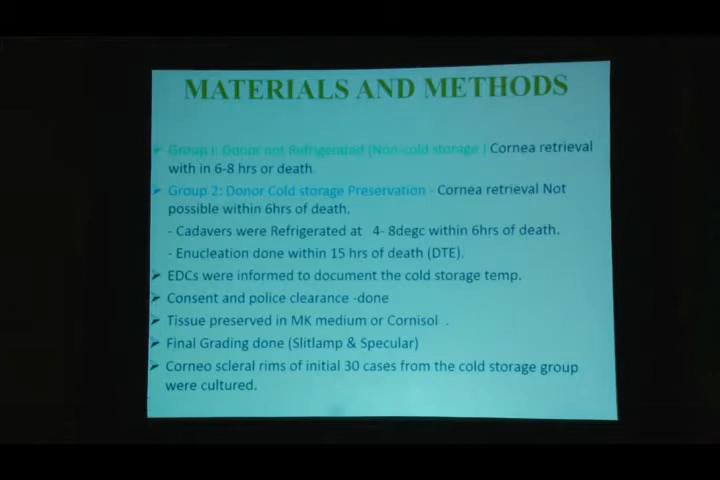 MATERIALS AND METHODS
Group I: Donor not Refrigerated (Non-cold storage ) Cornea retrieval
with in 6-8 hrs or death.
Group 2: Donor Cold storage Preservation - Cornea retrieval Not
possible within 6hrs of death.
- Cadavers were Refrigerated at 4- 8degc within 6hrs of death.
- Enucleation done within 15 hrs of death (DTE).
EDCs were informed to document the cold storage temp.
Consent and police clearance -done
Tissue preserved in MK medium or Cornisol .
Final Grading done (Slitlamp & Specular)
Corneo scleral rims of initial 30 cases from the cold storage group
were cultured.